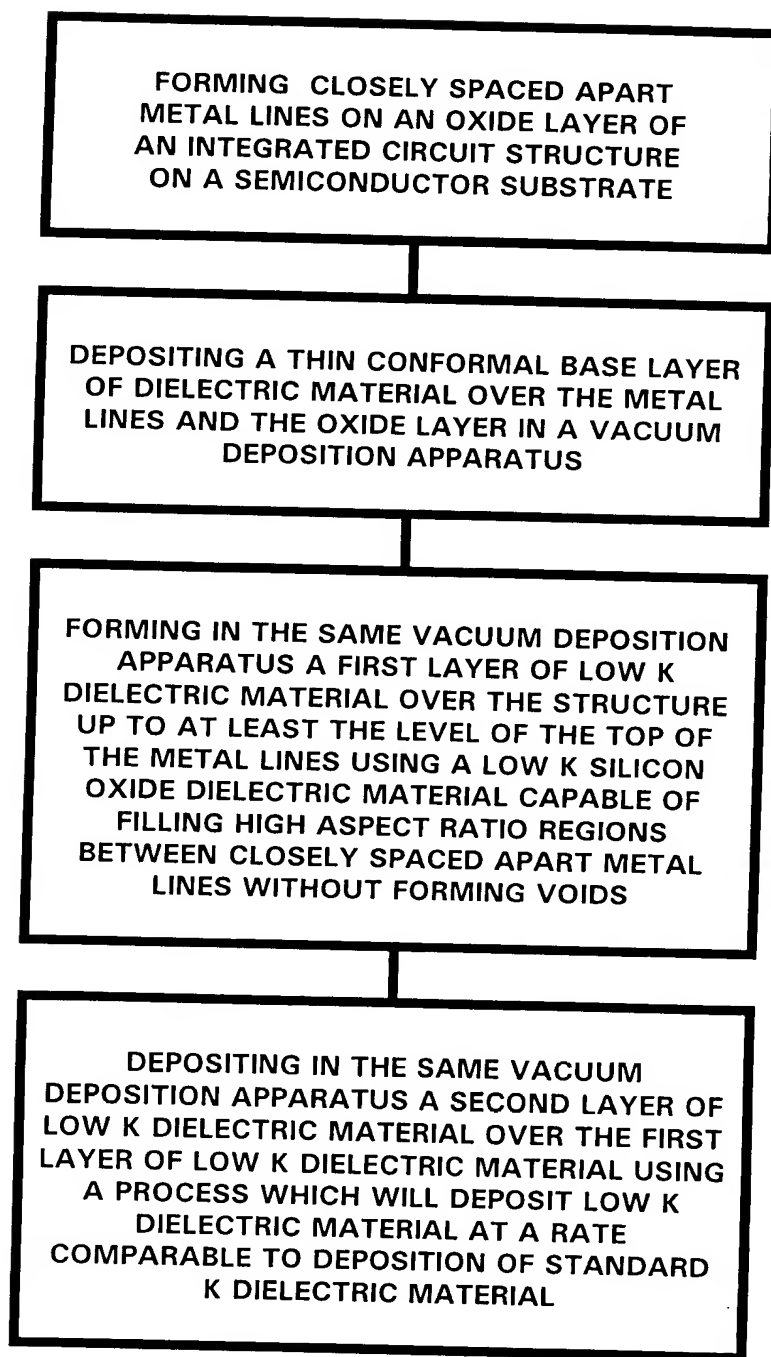 FORMING CLOSELY SPACED APART
METAL LINES ON AN OXIDE LAYER OF
AN INTEGRATED CIRCUIT STRUCTURE
ON A SEMICONDUCTOR SUBSTRATE
DEPOSITING A THIN CONFORMAL BASE LAYER
OF DIELECTRIC MATERIAL OVER THE METAL
LINES AND THE OXIDE LAYER IN A VACUUM
DEPOSITION APPARATUS
FORMING IN THE SAME VACUUM DEPOSITION
APPARATUS A FIRST LAYER OF LOW K
DIELECTRIC MATERIAL OVER THE STRUCTURE
UP TO AT LEAST THE LEVEL OF THE TOP OF
THE METAL LINES USING A LOW K SILICON
OXIDE DIELECTRIC MATERIAL CAPABLE OF
FILLING HIGH ASPECT RATIO REGIONS
BETWEEN CLOSELY SPACED APART METAL
LINES WITHOUT FORMING VOIDS
DEPOSITING IN THE SAME VACUUM
DEPOSITION APPARATUS A SECOND LAYER OF
LOW K DIELECTRIC MATERIAL OVER THE FIRST
LAYER OF LOW K DIELECTRIC MATERIAL USING
A PROCESS WHICH WILL DEPOSIT LOW K
DIELECTRIC MATERIAL AT A RATE
COMPARABLE TO DEPOSITION OF STANDARD
K DIELECTRIC MATERIAL